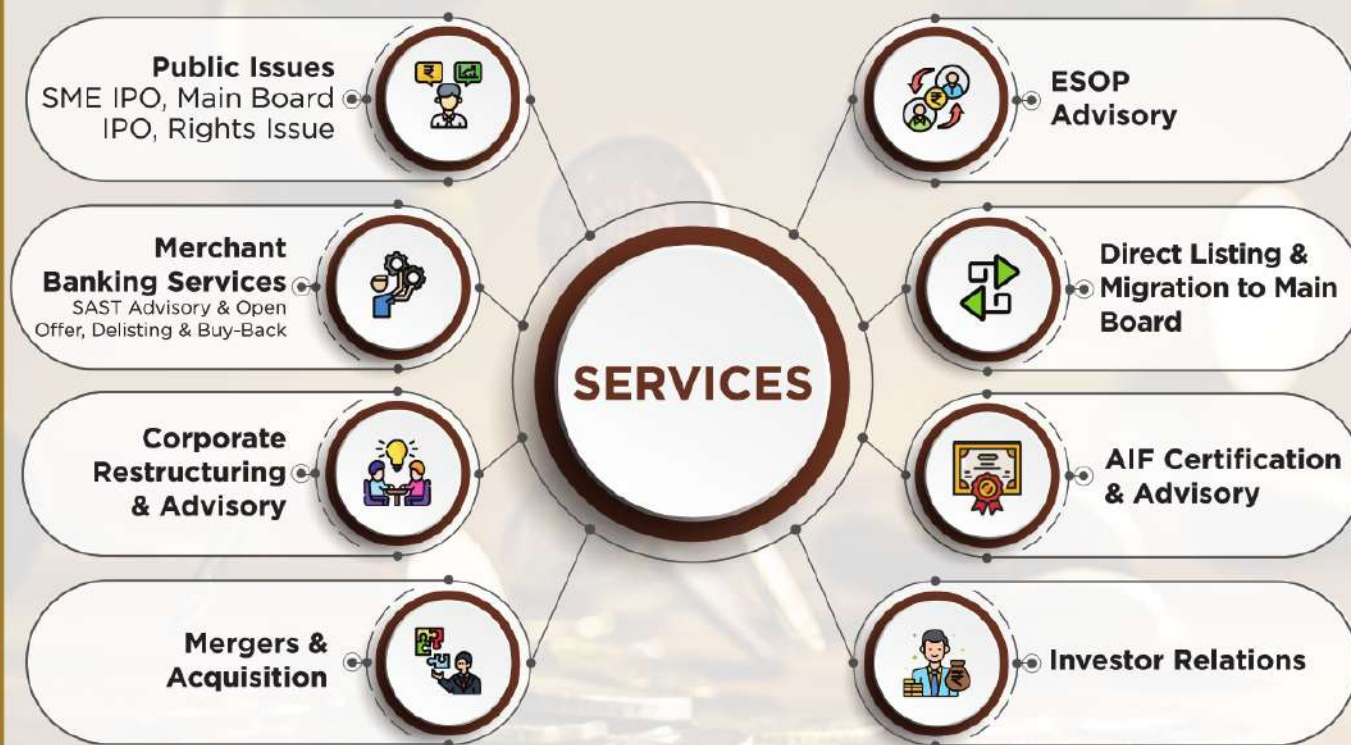 Public Issues
SME IPO, Main Board
IPO, Rights Issue
Merchant
Banking Services
SAST Advisory & Open
Offer, Delisting & Buy-Back
Corporate
Restructuring
& Advisory
Mergers &
Acquisition
SERVICES
ESOP
Advisory
Direct Listing &
Migration to Main
Board
AIF Certification
& Advisory
Investor Relations